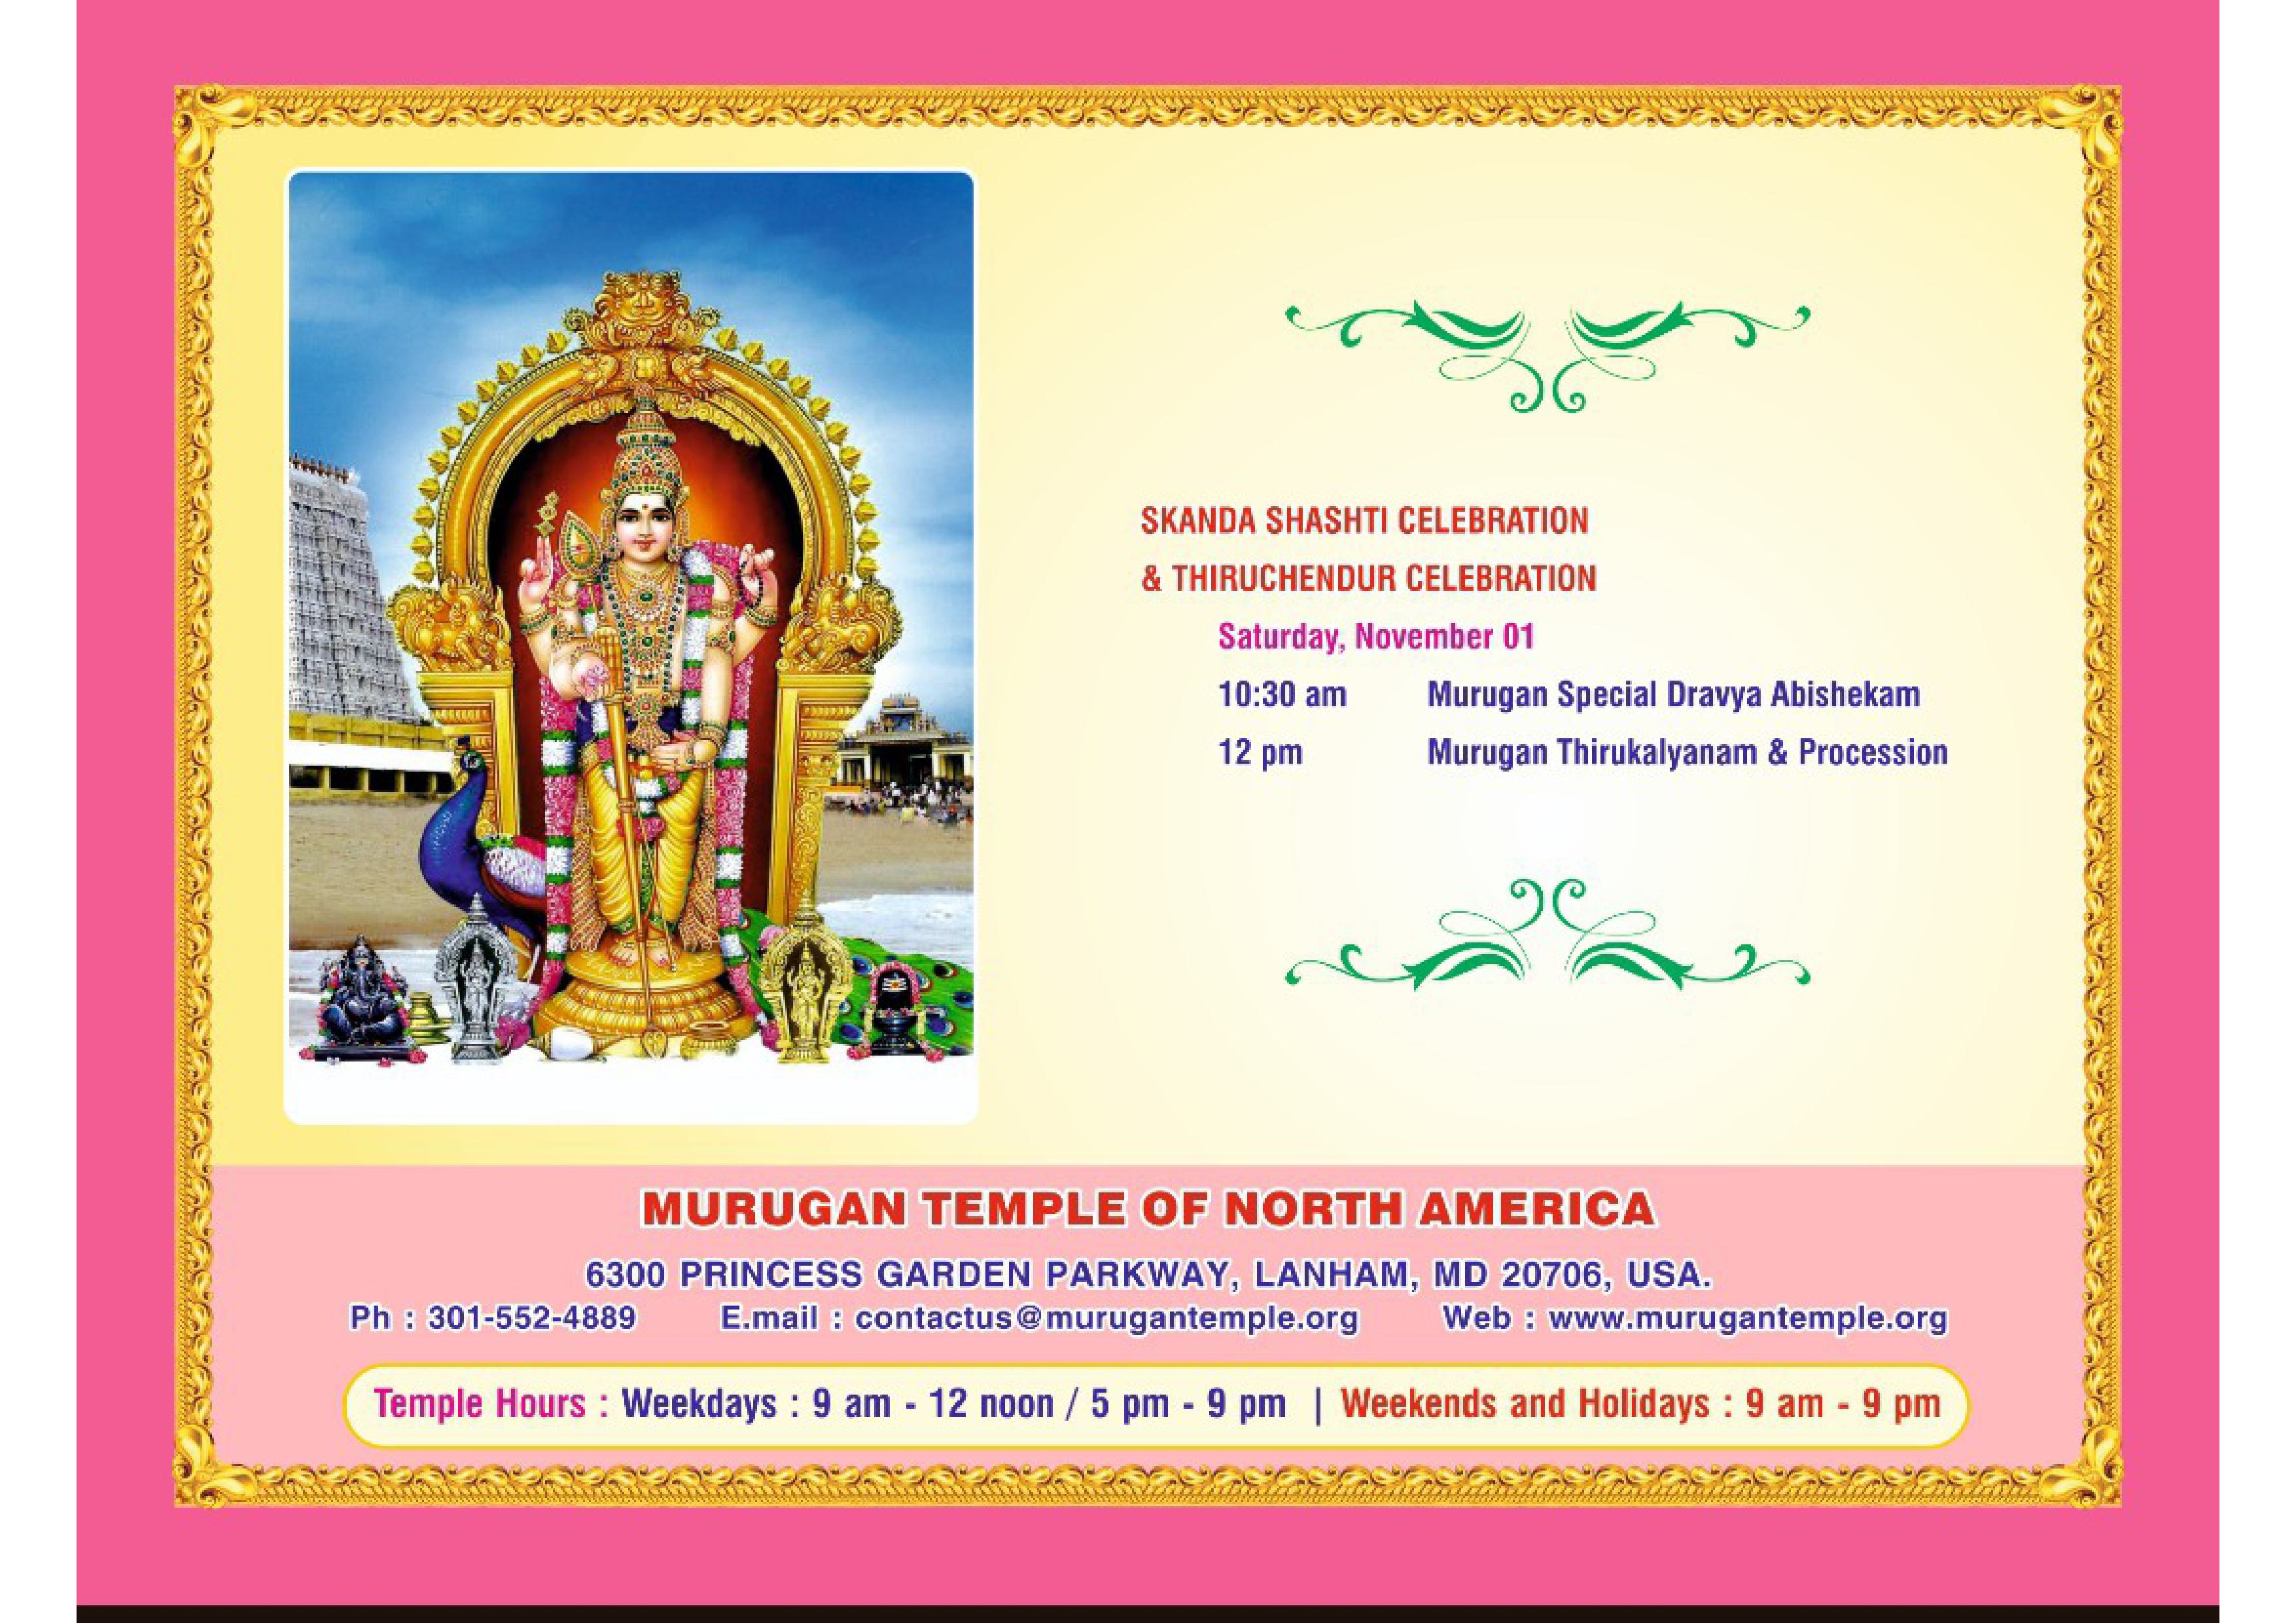 SKANDA SHASHTI CELEBRATION
& THIRUCHENDUR CELEBRATION
Saturday, November 01
10:30 am Murugan Special Dravya Abishekam
12 pm Murugan Thirukalyanam & Procession
MURUGAN TEMPLE OF NORTH AMERICA
6300 PRINCESS GARDEN PARKWAY, LANHAM, MD 20706, USA.
Ph : 301-552-4889 E.mail : contactus@murugantemple.org Web : www.murugantemple.org
Temple Hours : Weekdays : 9 am - 12 noon / 5 pm - 9 pm | Weekends and Holidays : 9 am - 9 pm